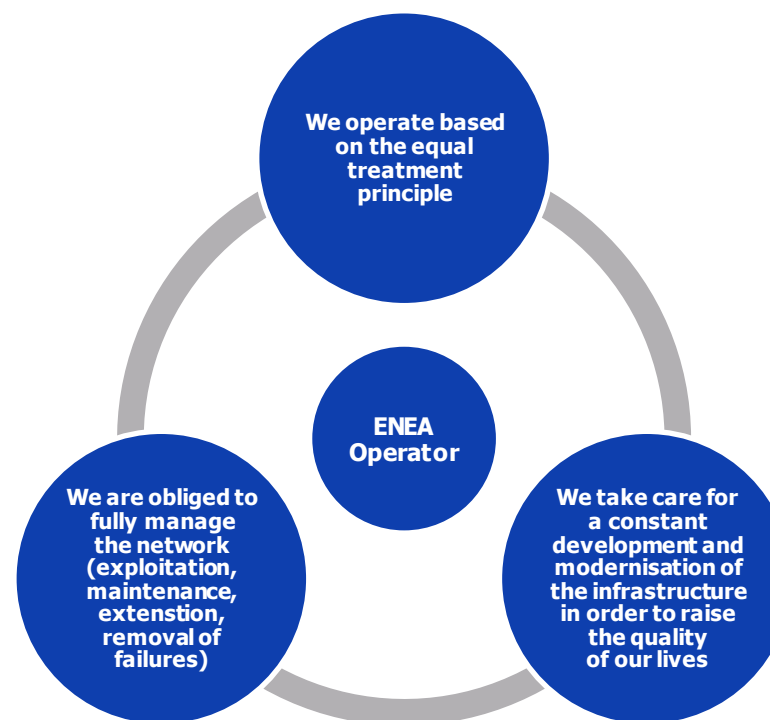 We operate based
on the equal
treatment
principle
ENEA
Operator
We are obliged to
fully manage
the network
(exploitation,
maintenance,
extenstion,
removal of
failures)
We take care for
a constant
development and
modernisation of
the infrastructure
in order to raise
the quality
of our lives